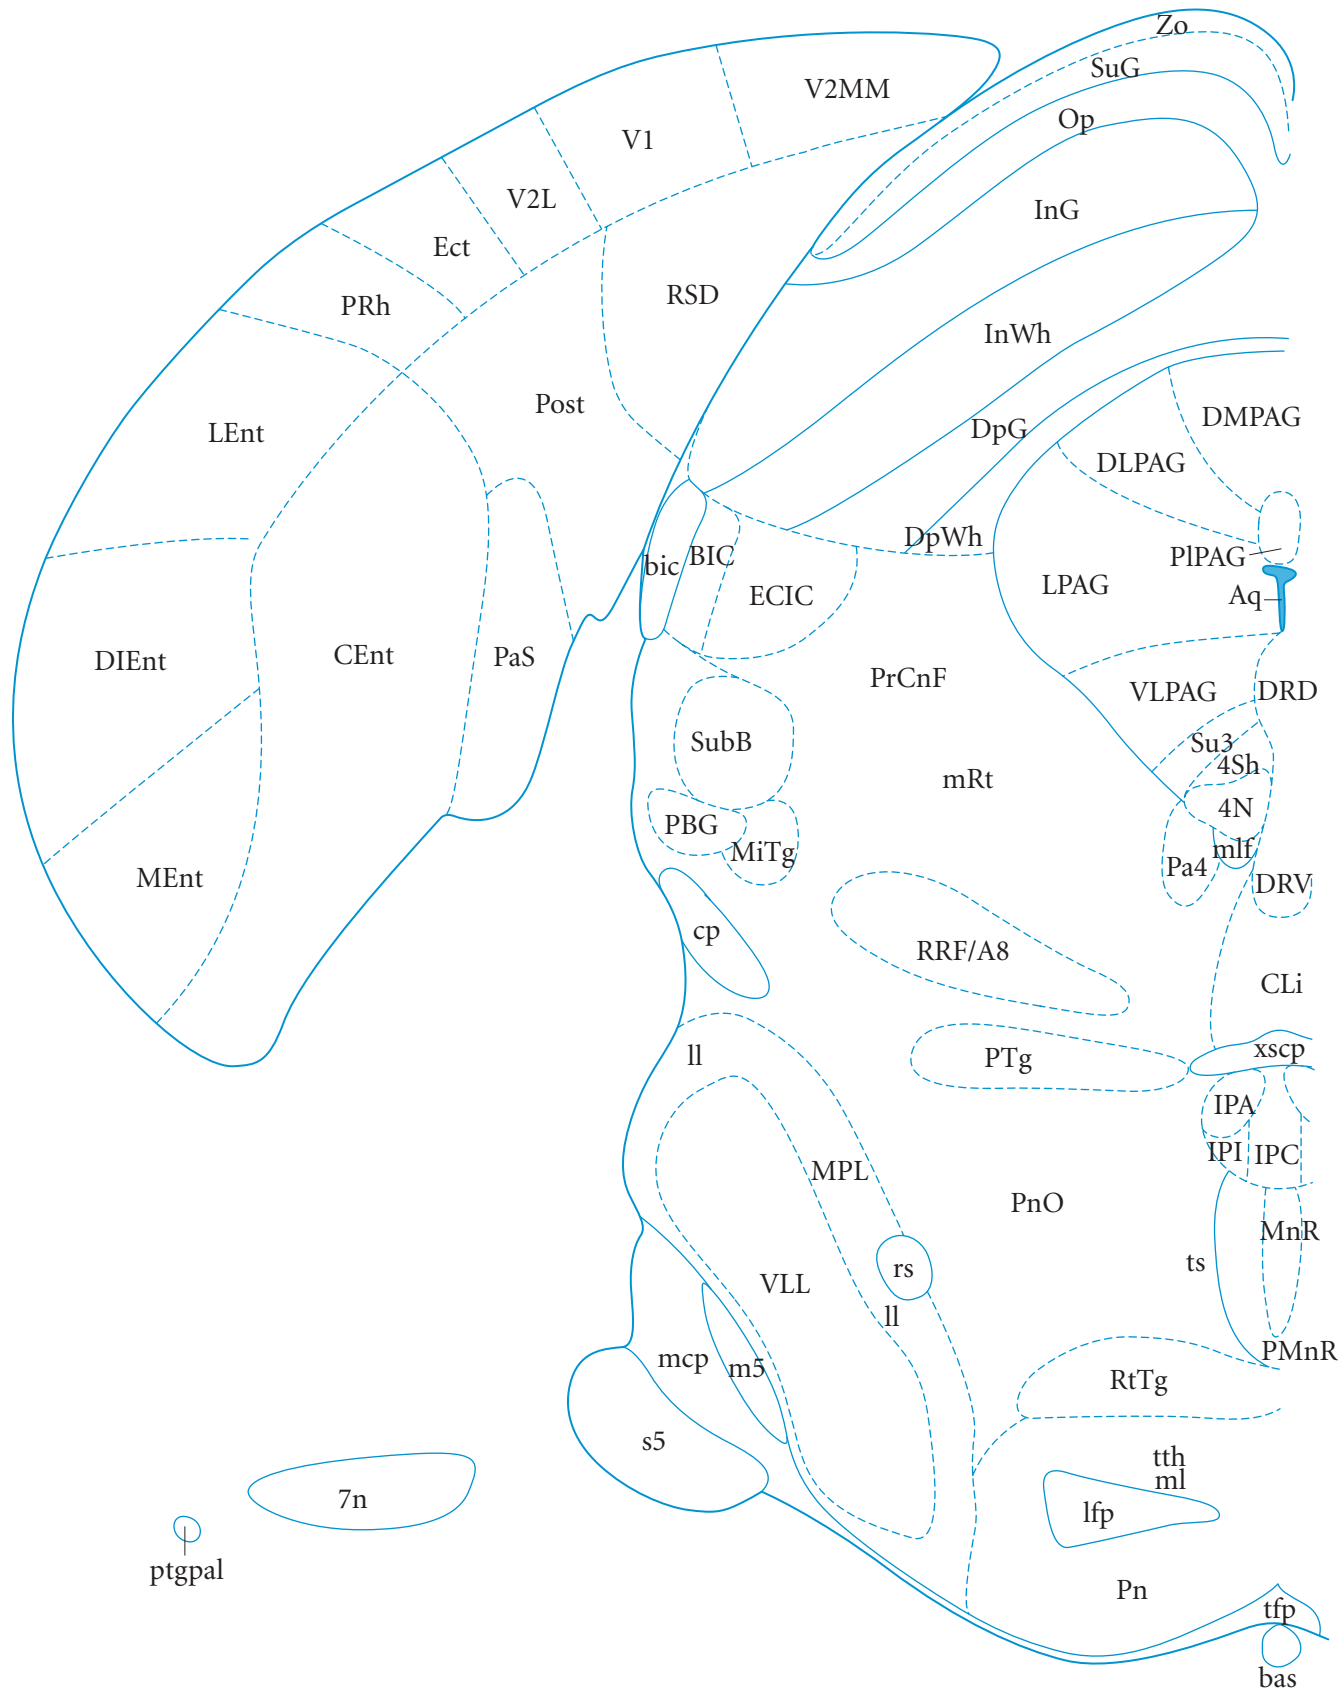 Zo
SuG
V2MM
Op
V1
V2L
InG
Ect
RSD
PRh
InWh
Post
DMPAG
LEnt
DpG
DLPAG
DpWh
PlPAG
bic
BIC
LPAG
ECIC
Aq
DIEnt
CEnt
PaS
PrCnF
VLPAG
DRD
SubB
Su3
4Sh
mRt
4N
PBG
MiTg
mlf
Pa4
MEnt
DRV
cp
RRF/A8
CLi
ll
PTg
xscp
IPA
IPI
IPC
MPL
PnO
MnR
ts
rs
VLL
ll
mcp
m5
PMnR
RtTg
s5
tth
ml
7n
lfp
ptgpal
Pn
tfp
bas